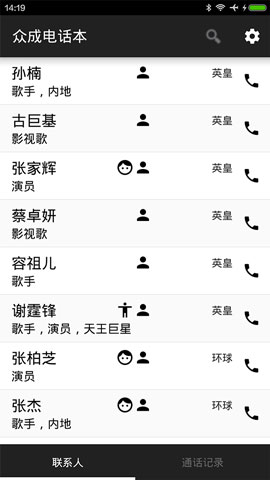 14:19
众成电话本
孙楠
英皇
歌手，内地
古巨基
英皇
影视歌
张家辉
英皇
演员
蔡卓妍
英皇
影视歌
容祖儿
英皇
歌手
谢霆锋
英皇
歌手，演员，天王巨星
张柏芝
环球
演员
张杰
英皇
歌手，内地
联系人
通话记录